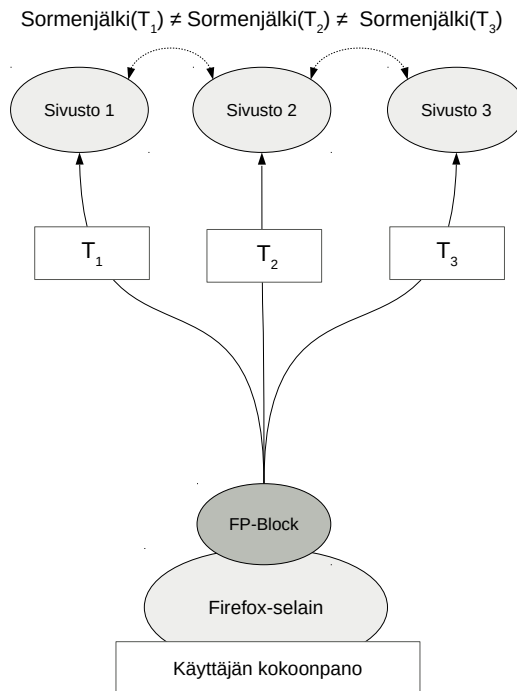 Sormenjälki(T₁) ≠ Sormenjälki(T₂) ≠ Sormenjälki(T₃)
Sivusto 1 Sivusto 2 Sivusto 3
T₁ T₂ T₃
FP-Block
Firefox-selain
Käyttäjän kokoonpano